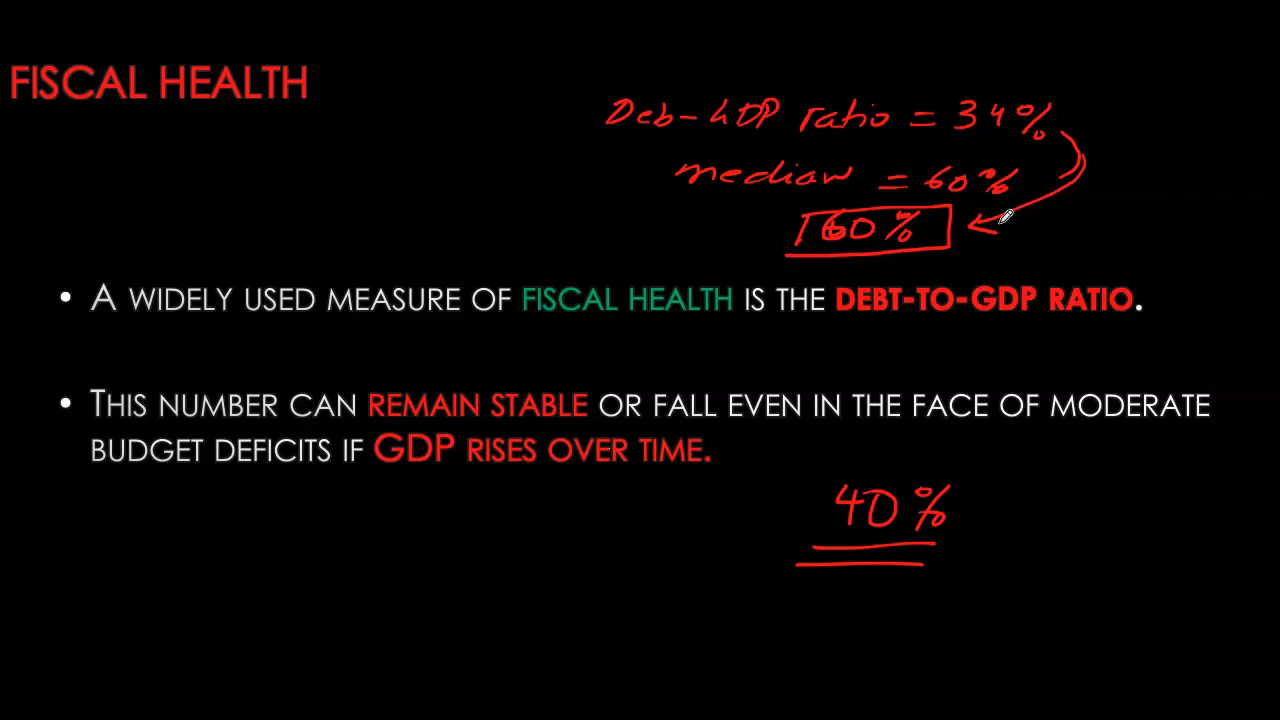 FISCAL HEALTH
Deb-GDP ratio = 34%
median = 60%
160%
• A WIDELY USED MEASURE OF FISCAL HEALTH IS THE DEBT-TO-GDP RATIO.
• THIS NUMBER CAN REMAIN STABLE OR FALL EVEN IN THE FACE OF MODERATE
BUDGET DEFICITS IF GDP RISES OVER TIME.
40%